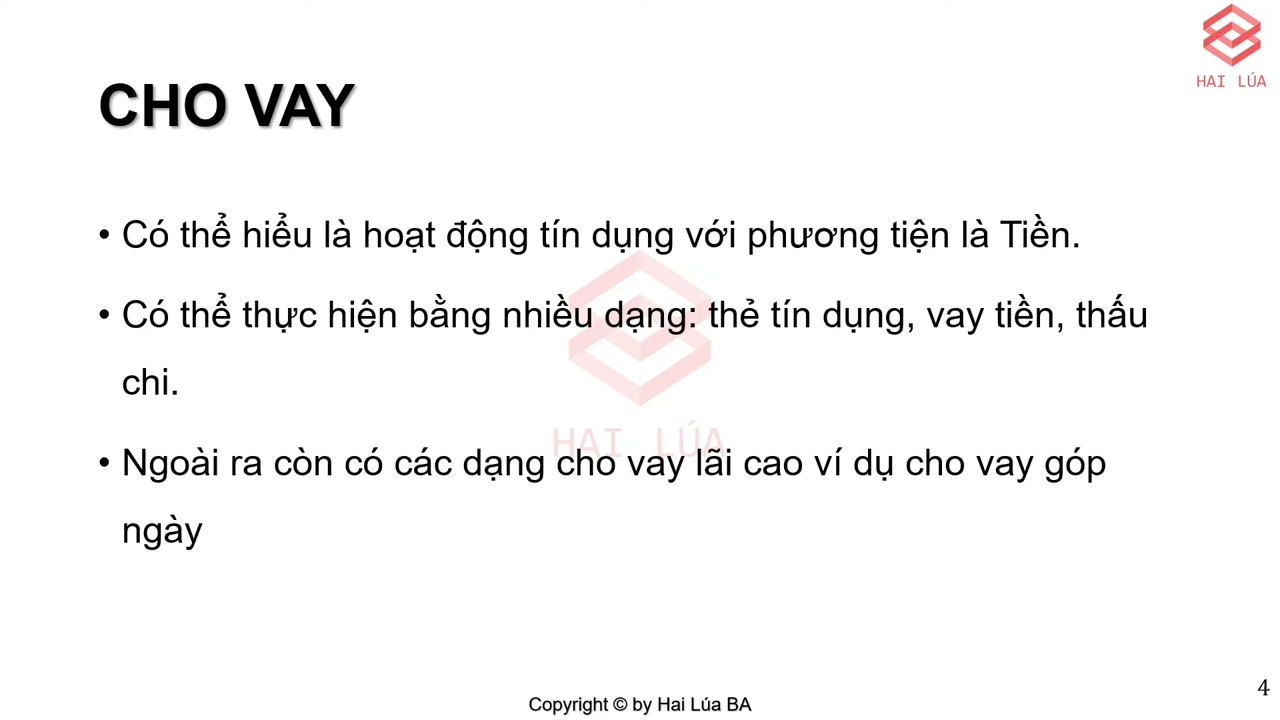 HAI LÚA
CHO VAY
• Có thể hiểu là hoạt động tín dụng với phương tiện là Tiền.
• Có thể thực hiện bằng nhiều dạng: thẻ tín dụng, vay tiền, thấu
chi.
HAI LÚA
• Ngoài ra còn có các dạng cho vay lãi cao ví dụ cho vay góp
ngày
4
Copyright © by Hai Lúa BA